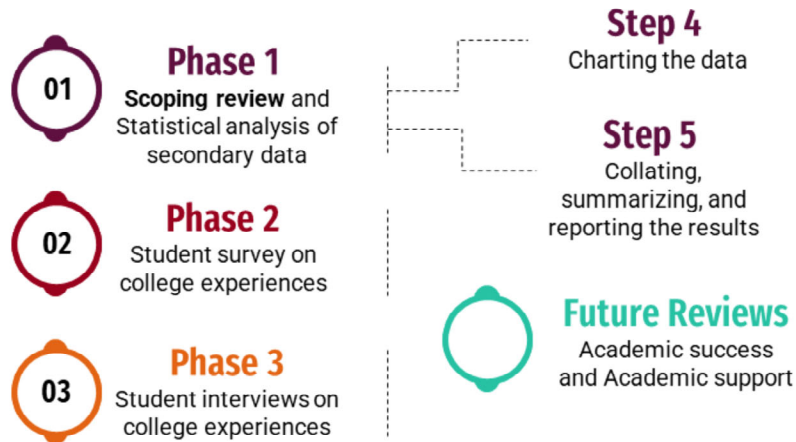 01
Phase 1
Scoping review and
Statistical analysis of
secondary data
02
Phase 2
Student survey on
college experiences
03
Phase 3
Student interviews on
college experiences
Step 4
Charting the data
Step 5
Collating,
summarizing, and
reporting the results
Future Reviews
Academic success
and Academic support